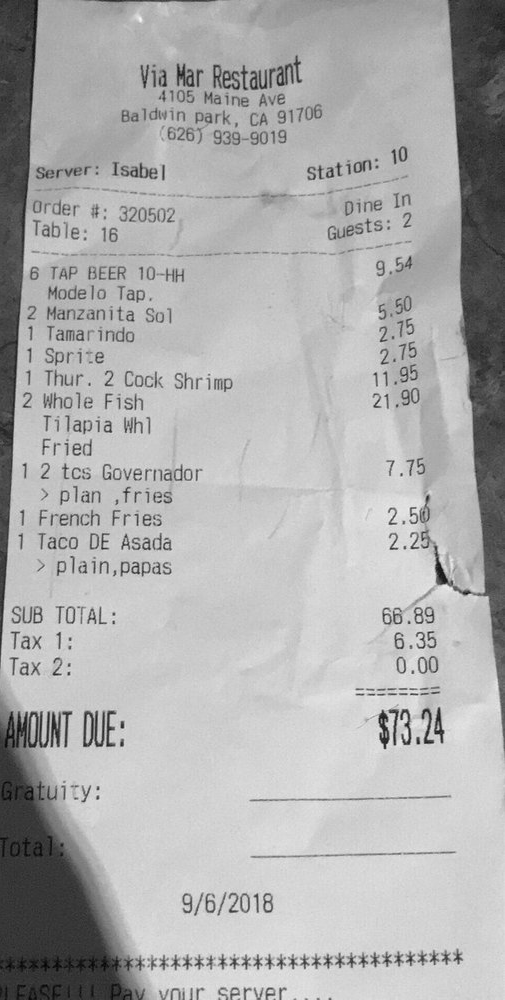 Via Mar Restaurant
4105 Maine Ave
Baldwin park, CA 91706
(626) 939-9019
Server: Isabel Station: 10
Order #: 320502 Dine In
Table: 16 Guests: 2
6 TAP BEER 10-HH 9.54
Modelo Tap.
2 Manzanita Sol 5.50
1 Tamarindo 2.75
1 Sprite 2.75
1 Thur. 2 Cock Shrimp 11.95
2 Whole Fish 21.90
Tilapia Whl
Fried
1 2 tcs Governador 7.75
> plan ,fries
1 French Fries 2.50
1 Taco DE Asada 2.25
> plain,papas
SUB TOTAL: 66.89
Tax 1: 6.35
Tax 2: 0.00
========
AMOUNT DUE: $73.24
Gratuity:
Total:
9/6/2018
****************************************
PLEASE!!! Pay your server....